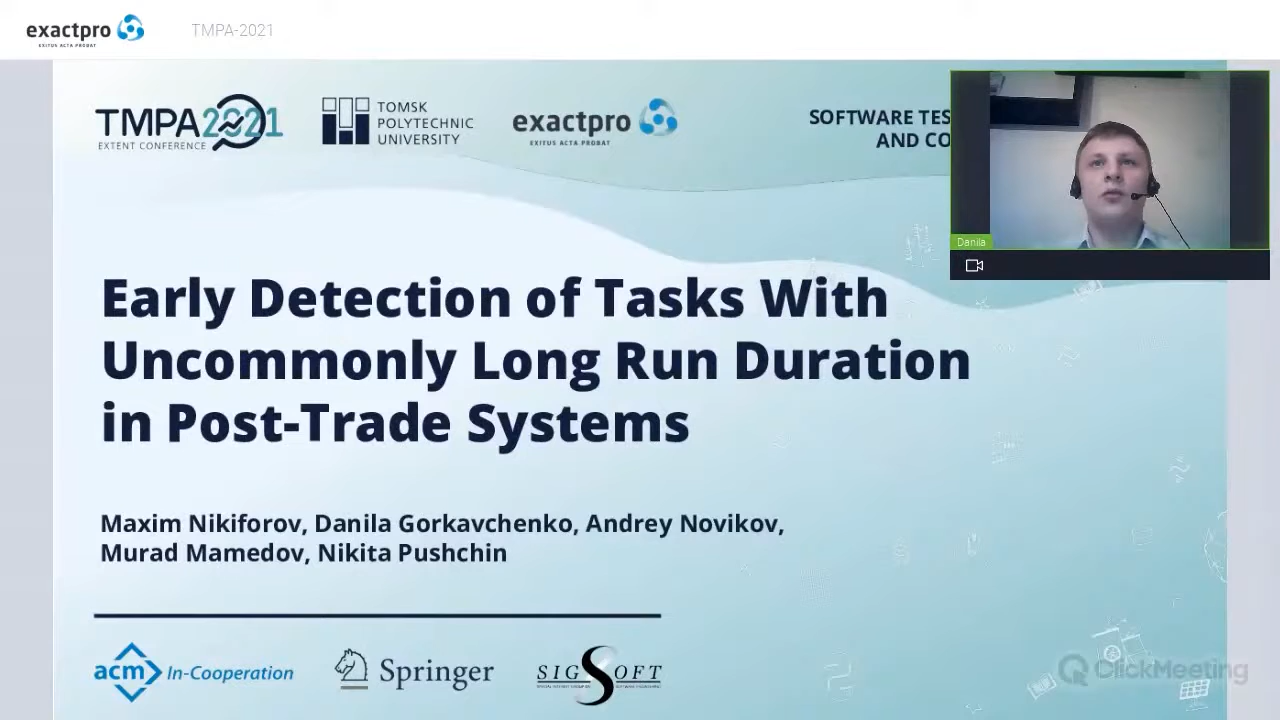 exactpro
EXITUS ACTA PROBAT
TMPA-2021
TMPA 2021
EXTENT CONFERENCE
TOMSK
POLYTECHNIC
UNIVERSITY
exactpro
EXITUS ACTA PROBAT
SOFTWARE TES
AND CO
Danila
Early Detection of Tasks With
Uncommonly Long Run Duration
in Post-Trade Systems
Maxim Nikiforov, Danila Gorkavchenko, Andrey Novikov,
Murad Mamedov, Nikita Pushchin
acm In-Cooperation
Springer
SIGSOFT
ClickMeeting